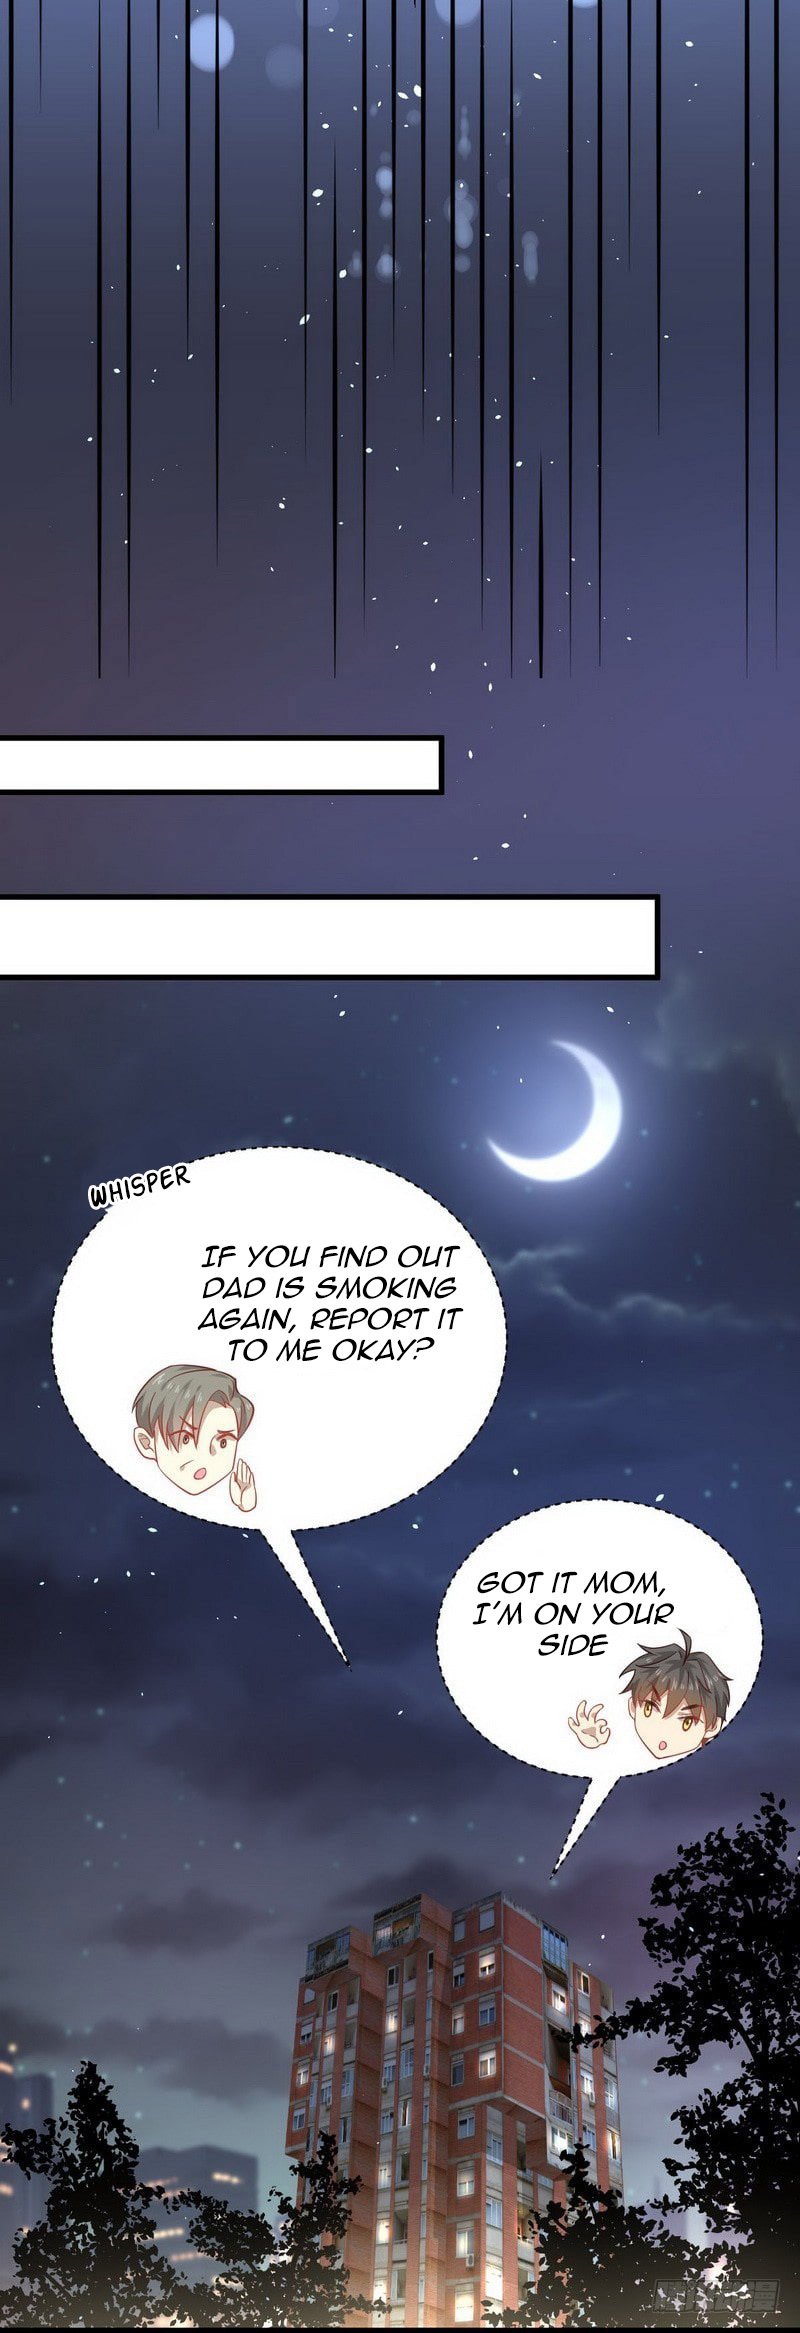 WHISPER
IF YOU FIND OUT
DAD IS SMOKING
AGAIN, REPORT IT
TO ME OKAY?
GOT IT MOM,
I'M ON YOUR
SIDE